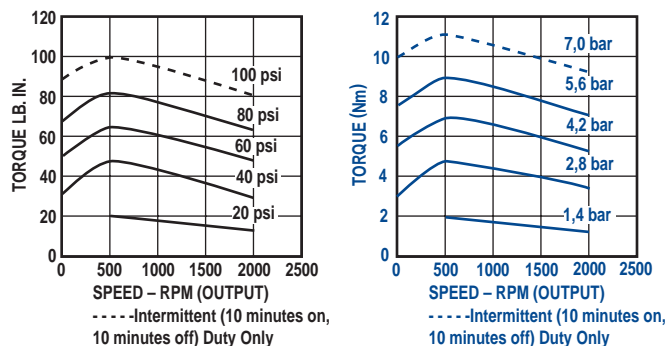 120
100
80
60
40
20
0
TORQUE LB. IN.
100 psi
80 psi
60 psi
40 psi
20 psi
0 500 1000 1500 2000 2500
SPEED – RPM (OUTPUT)
-----Intermittent (10 minutes on,
10 minutes off) Duty Only
12
10
8
6
4
2
0
TORQUE (Nm)
7,0 bar
5,6 bar
4,2 bar
2,8 bar
1,4 bar
0 500 1000 1500 2000 2500
SPEED – RPM (OUTPUT)
-----Intermittent (10 minutes on,
10 minutes off) Duty Only